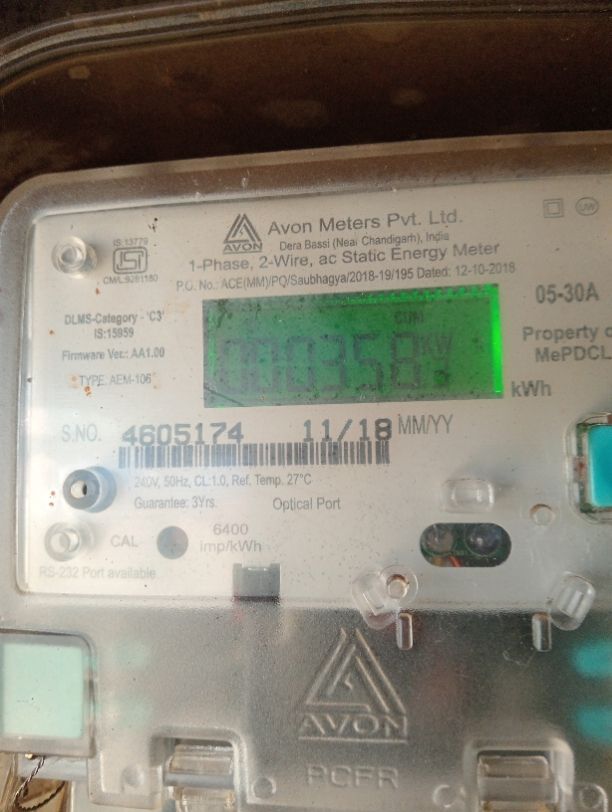 Avon Meters Pvt. Ltd.
AVON
Dera Bassi (Near Chandigarh), India
IS:13779
ISI
CM/L:9281180
1-Phase, 2-Wire, ac Static Energy Meter
P.O. No.: ACE(MM)/PQ/Saubhagya/2018-19/195 Dated: 12-10-2018
DLMS-Category - 'C3'
IS:15959
Firmware Ver.: AA1.00
TYPE: AEM-106
CUM
000358
kWh
05-30A
Property
MePDCL
S.NO. 4605174 11/18 MM/YY
240V, 50Hz, CL:1.0, Ref. Temp. 27°C
Guarantee: 3Yrs. Optical Port
CAL
6400
imp/kWh
RS-232 Port available
AVON
PCFR